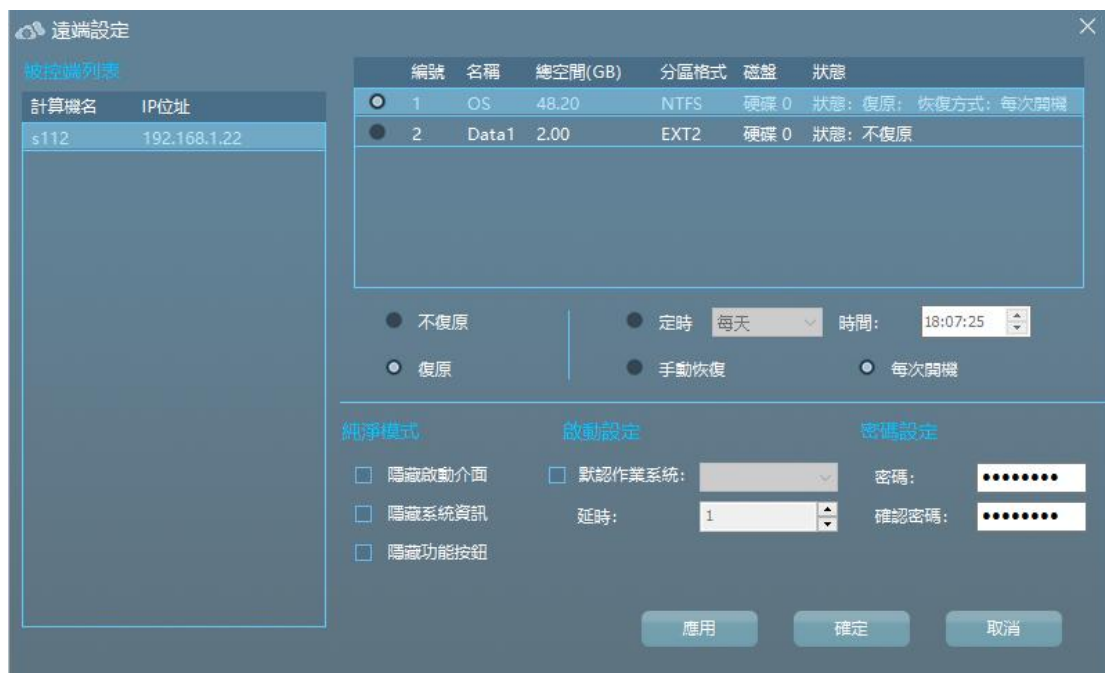 遠端設定
被控端列表
計算機名 IP位址
s112 192.168.1.22
編號 名稱 總空間(GB) 分區格式 磁盤 狀態
1 OS 48.20 NTFS 硬碟 0 狀態: 復原; 恢復方式: 每次開機
2 Data1 2.00 EXT2 硬碟 0 狀態: 不復原
不復原 定時 每天 時間: 18:07:25
復原 手動恢復 每次開機
純淨模式 啟動設定 密碼設定
隱藏啟動介面 默認作業系統: 密碼: ••••••••
隱藏系統資訊 延時: 1 確認密碼: ••••••••
隱藏功能按鈕
應用 確定 取消